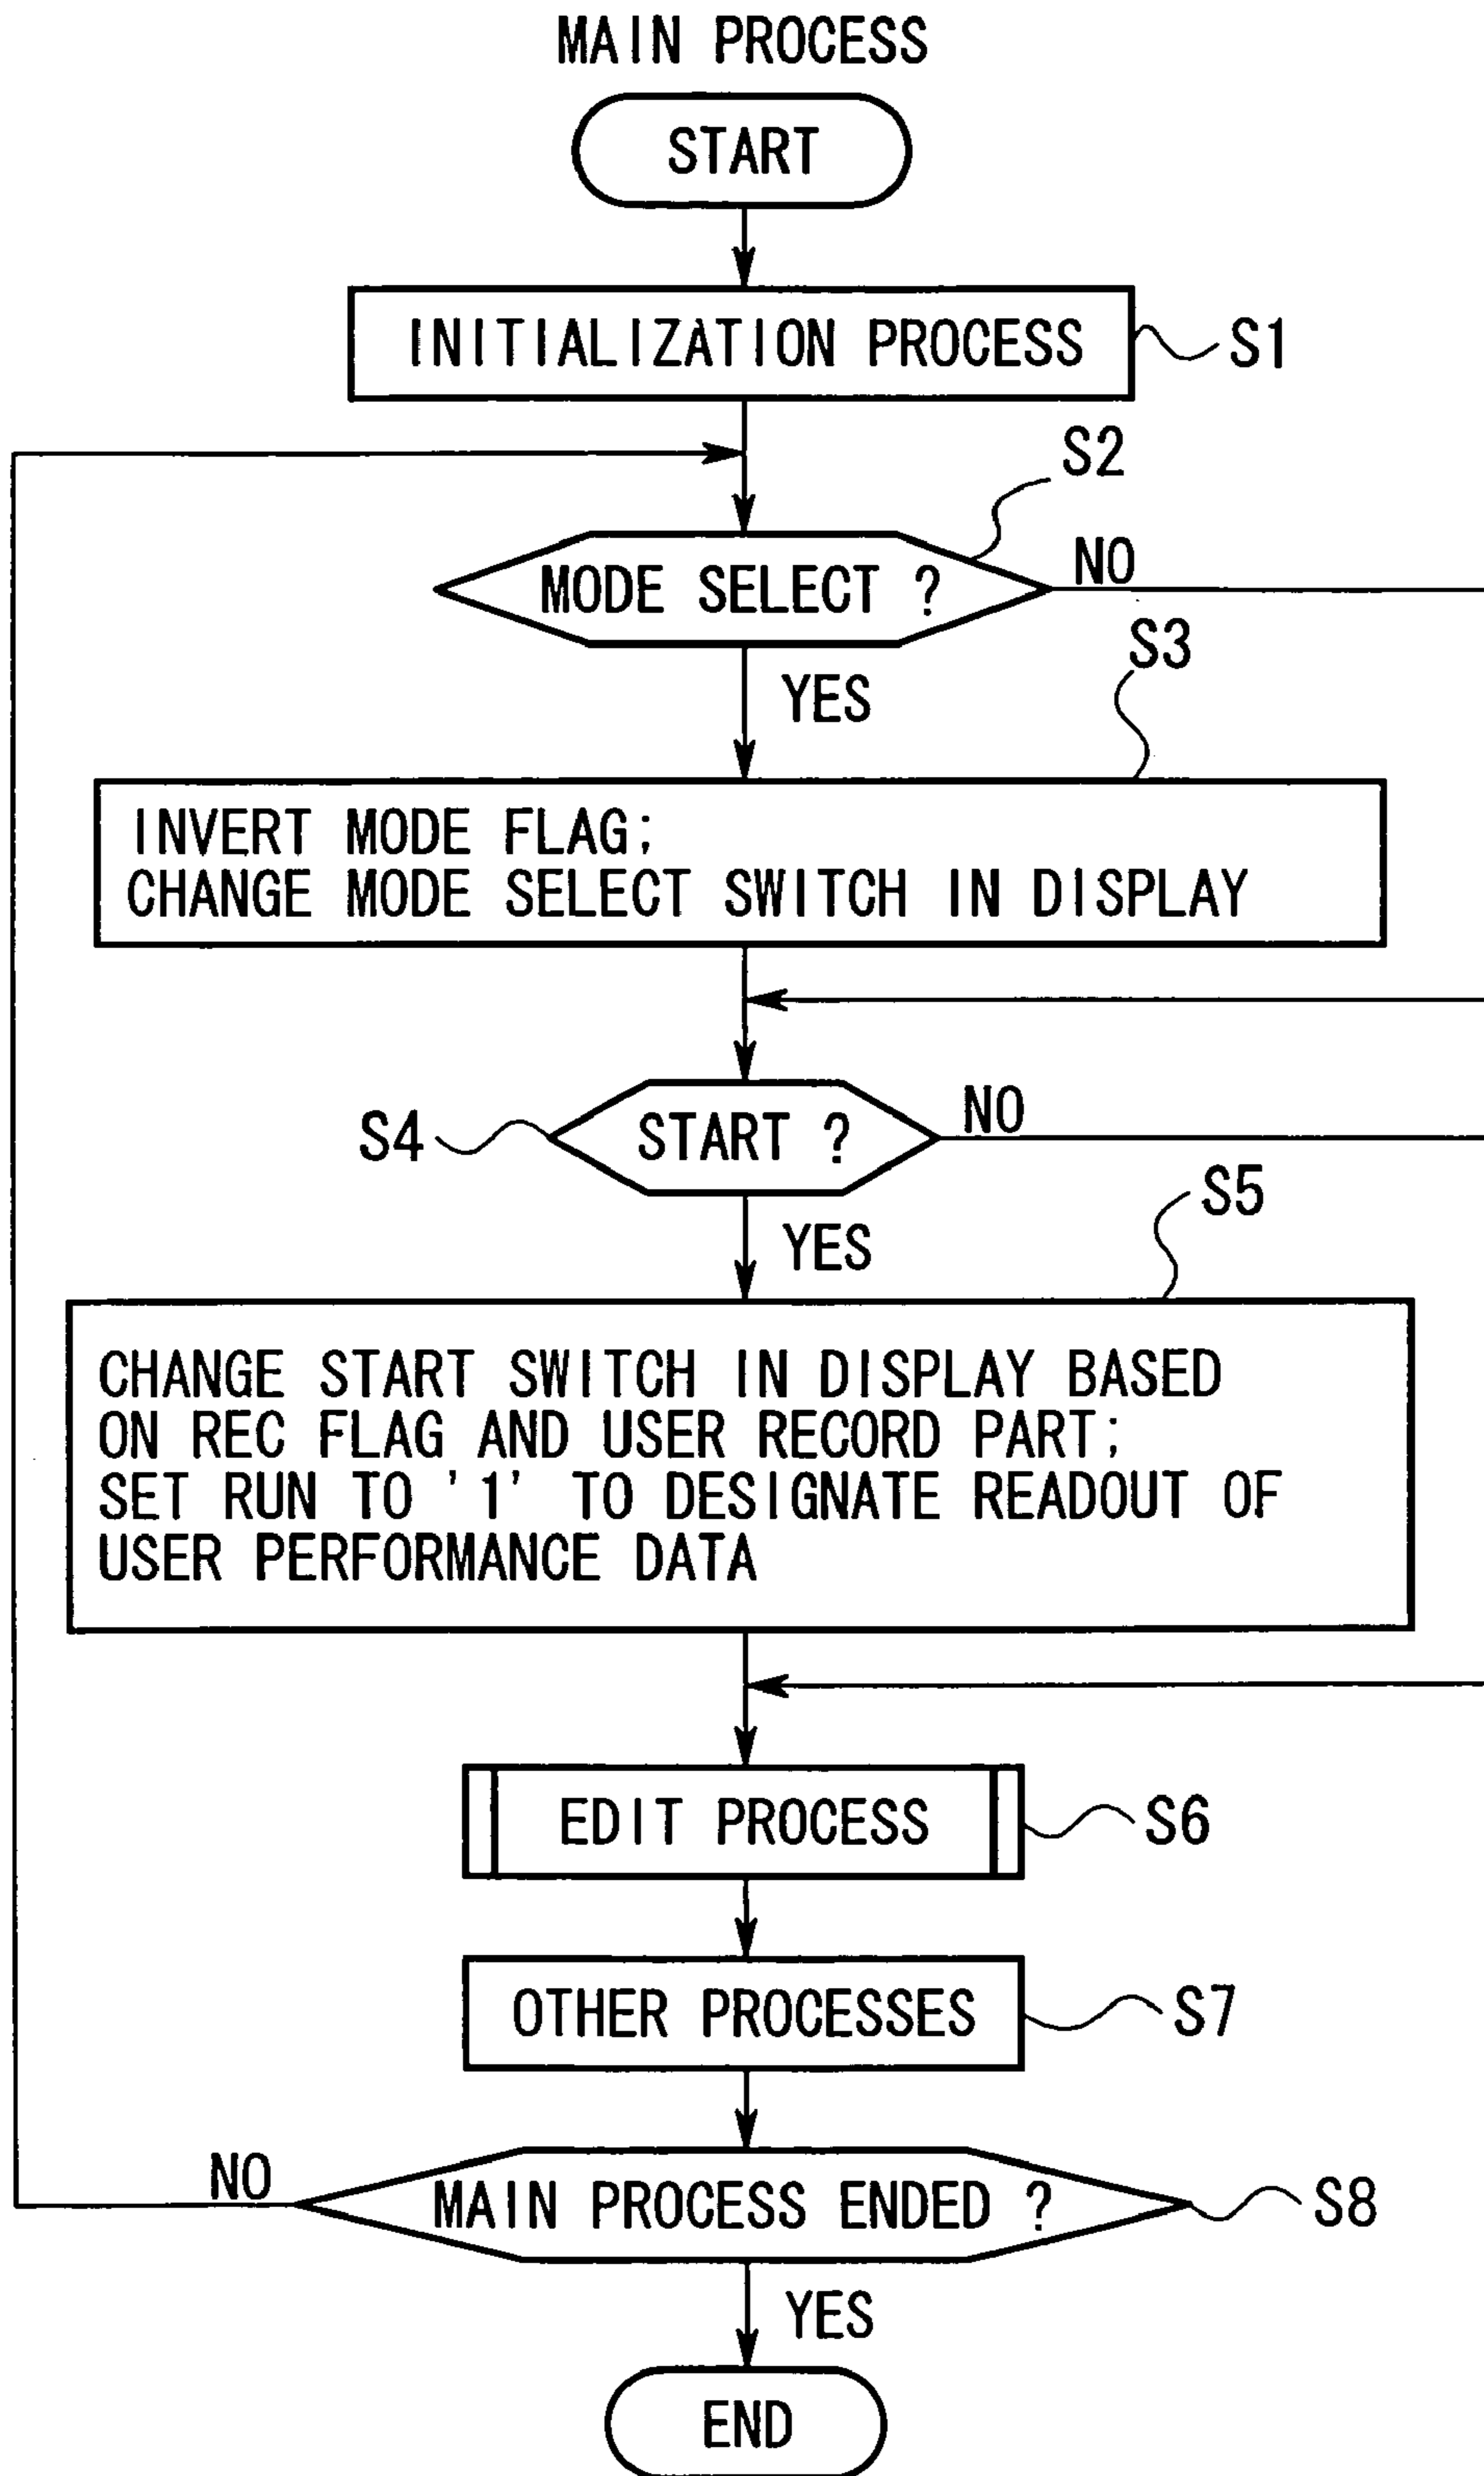 MAIN PROCESS
START
INITIALIZATION PROCESS
S1
S2
MODE SELECT ?
NO
S3
YES
INVERT MODE FLAG;
CHANGE MODE SELECT SWITCH IN DISPLAY
S4
START ?
NO
S5
YES
CHANGE START SWITCH IN DISPLAY BASED
ON REC FLAG AND USER RECORD PART;
SET RUN TO '1' TO DESIGNATE READOUT OF
USER PERFORMANCE DATA
EDIT PROCESS
S6
OTHER PROCESSES
S7
NO
MAIN PROCESS ENDED ?
S8
YES
END